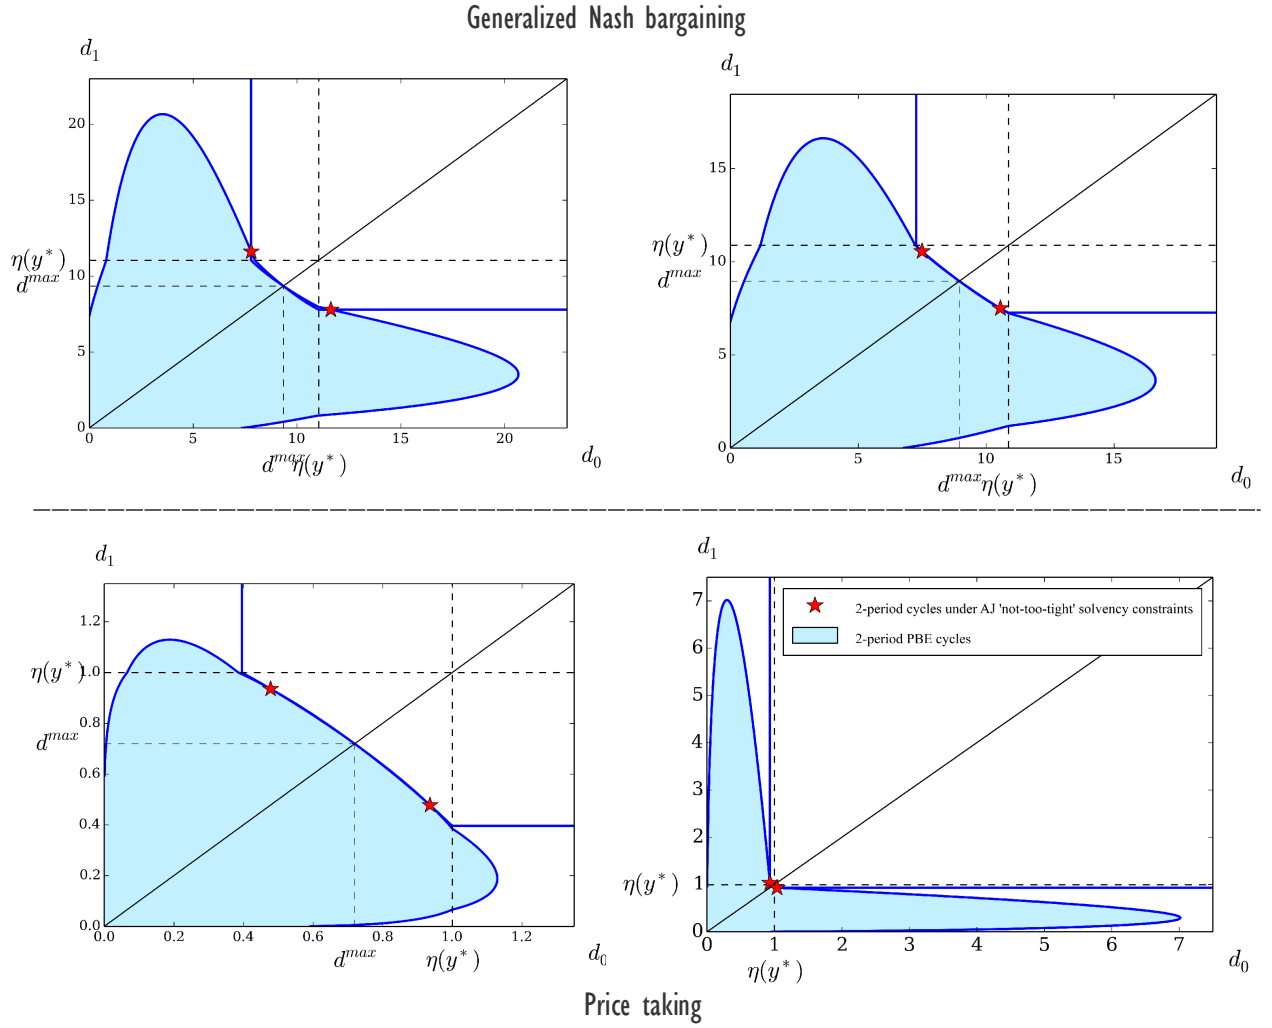 Generalized Nash bargaining
d₁
20
15
η(y*)
10
d^max
5
0
0 5 10 15 20
d^max η(y*)
d₀
d₁
15
η(y*)
10
d^max
5
0
0 5 10 15
d^max η(y*)
d₀
d₁
1.2
η(y*) 1.0
0.8
d^max
0.6
0.4
0.2
0.0
0.0 0.2 0.4 0.6 0.8 1.0 1.2
d^max η(y*)
d₀
d₁
7
2-period cycles under AJ 'not-too-tight' solvency constraints
2-period PBE cycles
6
5
4
3
2
η(y*) 1
0
0 1 2 3 4 5 6 7
η(y*)
d₀
Price taking